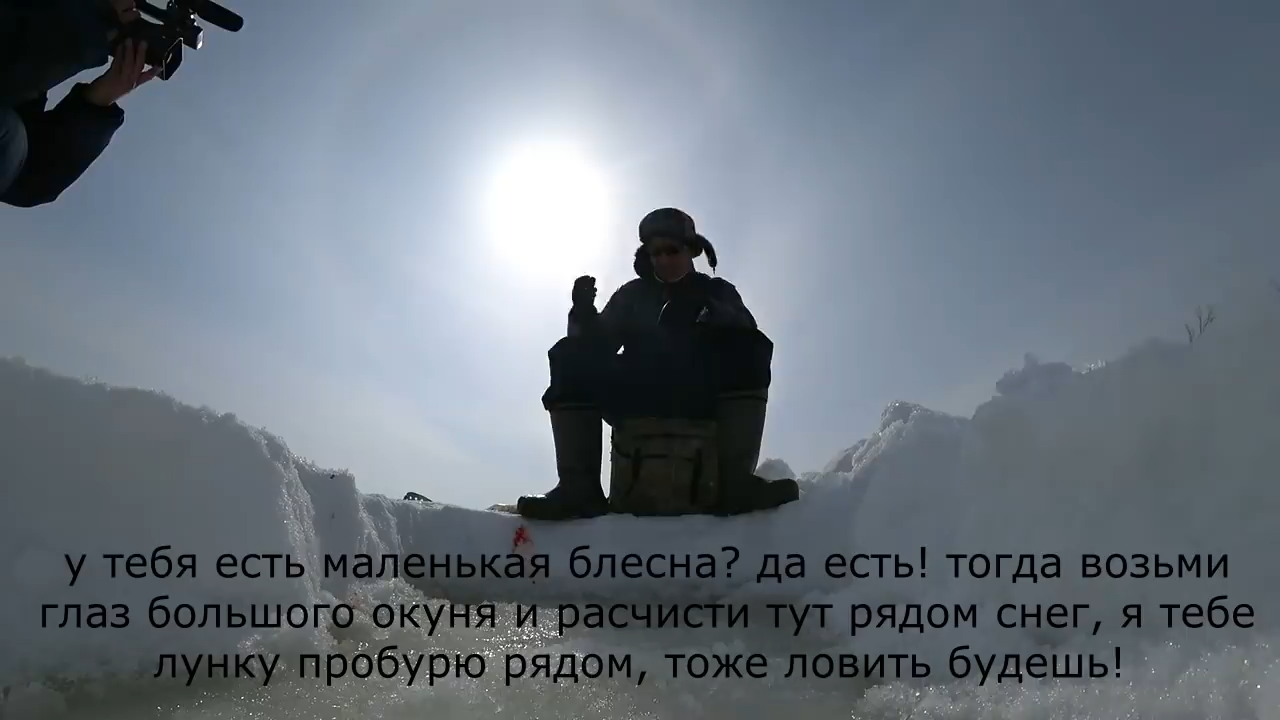 у тебя есть маленькая блесна? да есть! тогда возьми
глаз большого окуня и расчисти тут рядом снег, я тебе
лунку пробурю рядом, тоже ловить будешь!